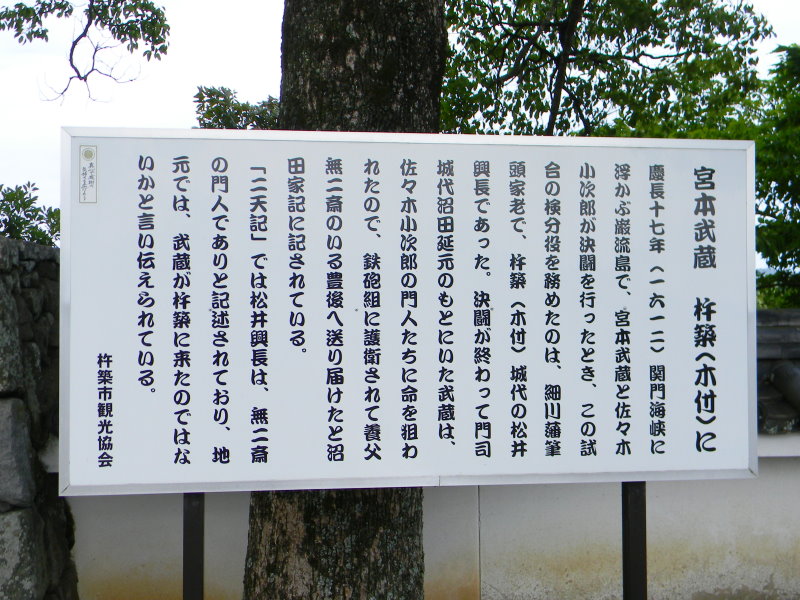 宮本武蔵　杵築(木付)に
慶長十七年(一六一二)関門海峡に
浮かぶ巌流島で、宮本武蔵と佐々木
小次郎が決闘を行ったとき、この試
合の検分役を務めたのは、細川藩筆
頭家老で、杵築(木付)城代の松井
興長であった。決闘が終わって門司
城代沼田延元のもとにいた武蔵は、
佐々木小次郎の門人たちに命を狙わ
れたので、鉄砲組に護衛されて養父
無二斎のいる豊後へ送り届けたと沼
田家記に記されている。
「二天記」では松井興長は、無二斎
の門人でありと記述されており、地
元では、武蔵が杵築に来たのではな
いかと言い伝えられている。
杵築市観光協会